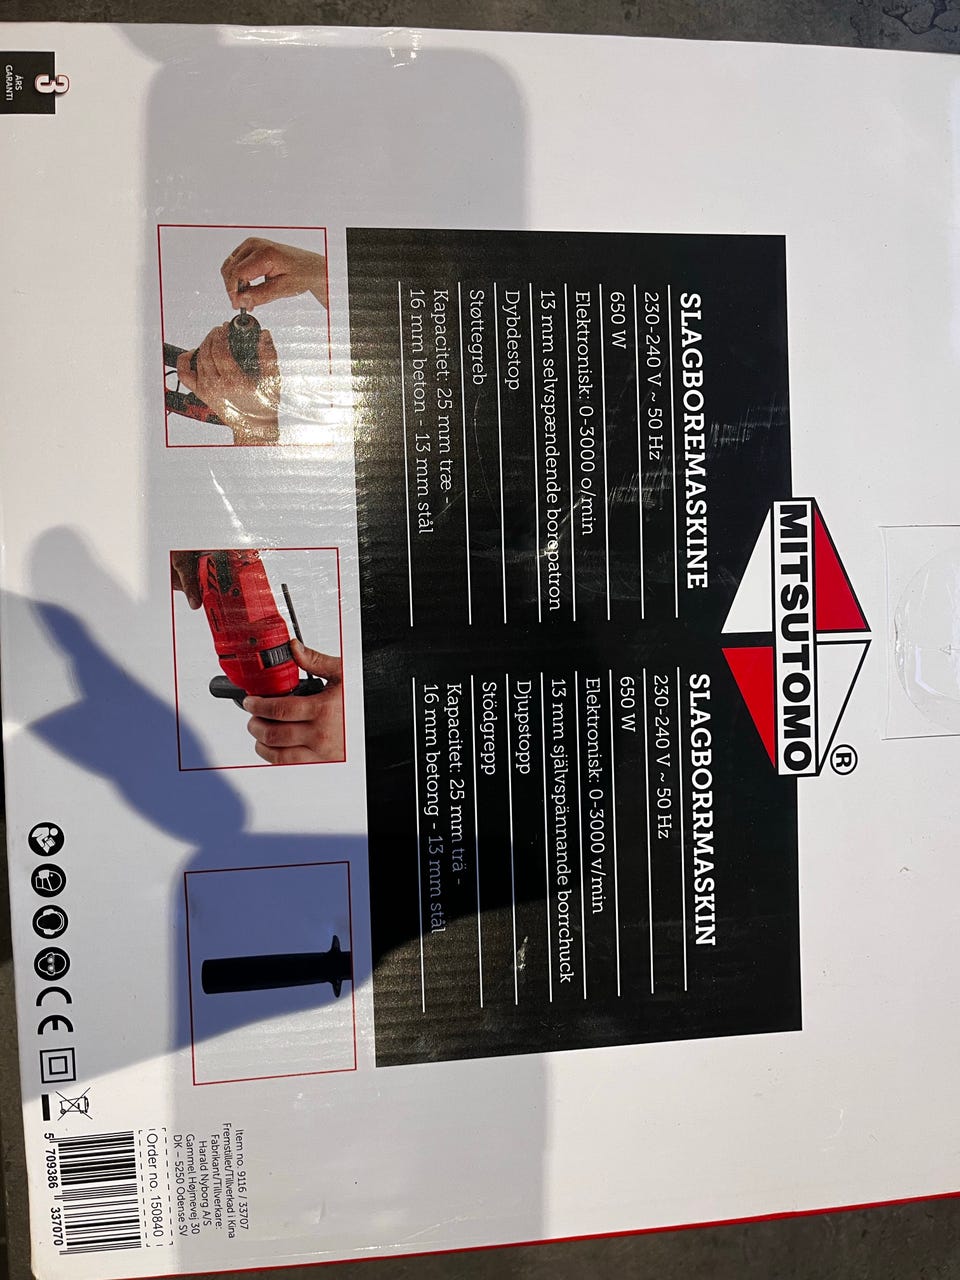 MITSUTOMO
®
SLAGBOREMASKINE
230-240 V ~ 50 Hz
650 W
Elektronisk: 0-3000 o/min
13 mm selvspændende borepatron
Dybdestop
Støttegreb
Kapacitet: 25 mm træ -
16 mm beton - 13 mm stål
SLAGBORRMASKIN
230-240 V ~ 50 Hz
650 W
Elektronisk: 0-3000 v/min
13 mm självspännande borrchuck
Djupstopp
Stödgrepp
Kapacitet: 25 mm trä -
16 mm betong - 13 mm stål
3
ÅRS
GARANTI
CE
Item no. 9116 / 33707
Fremstillet/Tillverkad i Kina
Fabrikant/Tillverkare:
Harald Nyborg A/S
Gammel Højmevej 30
DK – 5250 Odense SV
Order no. 150840
5 709386 337070